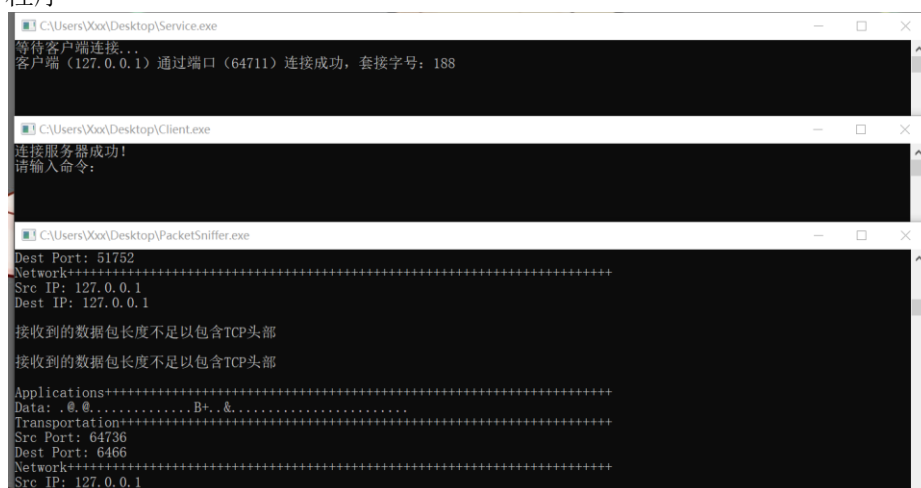 程序
C:\Users\Xxx\Desktop\Service.exe
等待客户端连接...
客户端（127.0.0.1）通过端口（64711）连接成功，套接字号：188
C:\Users\Xxx\Desktop\Client.exe
连接服务器成功！
请输入命令：
C:\Users\Xxx\Desktop\PacketSniffer.exe
Dest Port: 51752
Network+++++++++++++++++++++++++++++++++++++++++++++++++++++++++++++++++++++++++
Src IP: 127.0.0.1
Dest IP: 127.0.0.1
接收到的数据包长度不足以包含TCP头部
接收到的数据包长度不足以包含TCP头部
Applications++++++++++++++++++++++++++++++++++++++++++++++++++++++++++++++++++++
Data: .@.@..............B+..&........................
Transportation++++++++++++++++++++++++++++++++++++++++++++++++++++++++++++++++++
Src Port: 64736
Dest Port: 6466
Network+++++++++++++++++++++++++++++++++++++++++++++++++++++++++++++++++++++++++
Src IP: 127.0.0.1